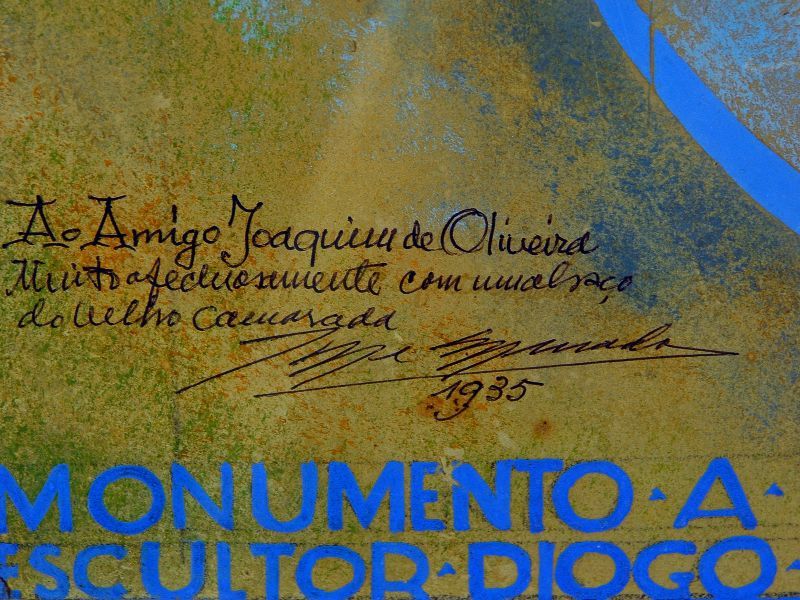 Ao Amigo Joaquim de Oliveira
Muito afectuosamente com um abraço
do velho camarada
1935
MONUMENTO · A ·
ESCULTOR · DIOGO ·